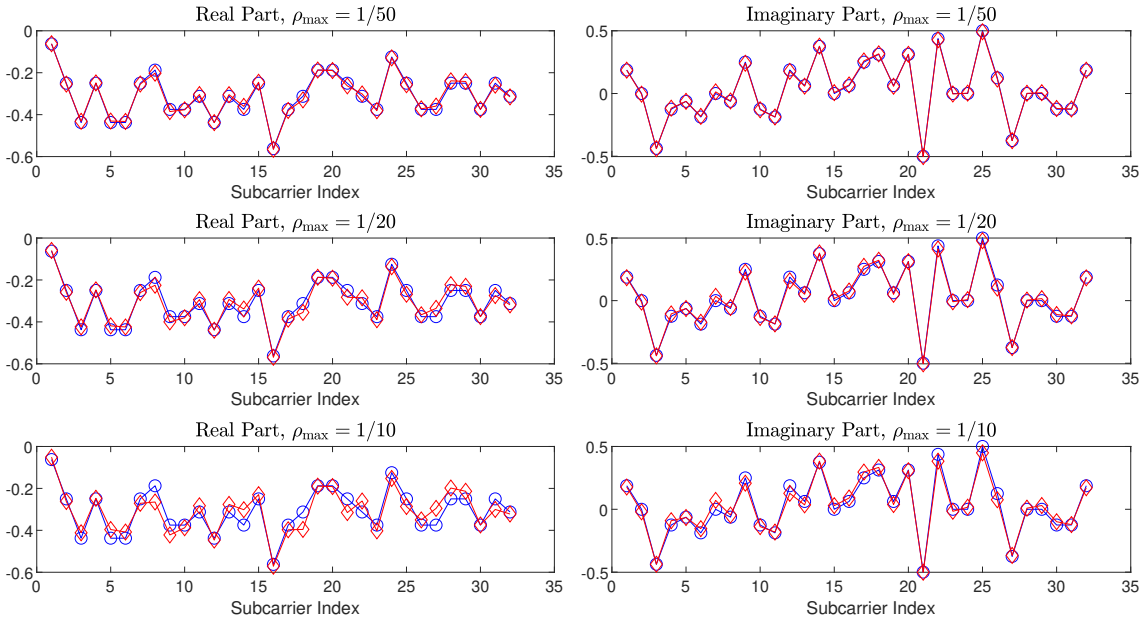 Real Part, ρmax = 1/50
0
-0.2
-0.4
-0.6
0 5 10 15 20 25 30 35
Subcarrier Index
Imaginary Part, ρmax = 1/50
0.5
0
-0.5
0 5 10 15 20 25 30 35
Subcarrier Index
Real Part, ρmax = 1/20
0
-0.2
-0.4
-0.6
0 5 10 15 20 25 30 35
Subcarrier Index
Imaginary Part, ρmax = 1/20
0.5
0
-0.5
0 5 10 15 20 25 30 35
Subcarrier Index
Real Part, ρmax = 1/10
0
-0.2
-0.4
-0.6
0 5 10 15 20 25 30 35
Subcarrier Index
Imaginary Part, ρmax = 1/10
0.5
0
-0.5
0 5 10 15 20 25 30 35
Subcarrier Index